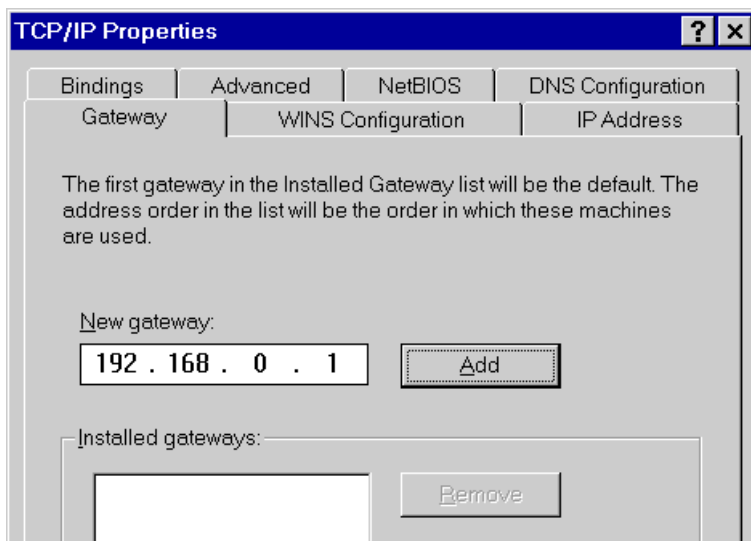 TCP/IP Properties
? X
Bindings Advanced NetBIOS DNS Configuration
Gateway WINS Configuration IP Address
The first gateway in the Installed Gateway list will be the default. The
address order in the list will be the order in which these machines
are used.
New gateway:
192 . 168 . 0 . 1 Add
Installed gateways:
Remove